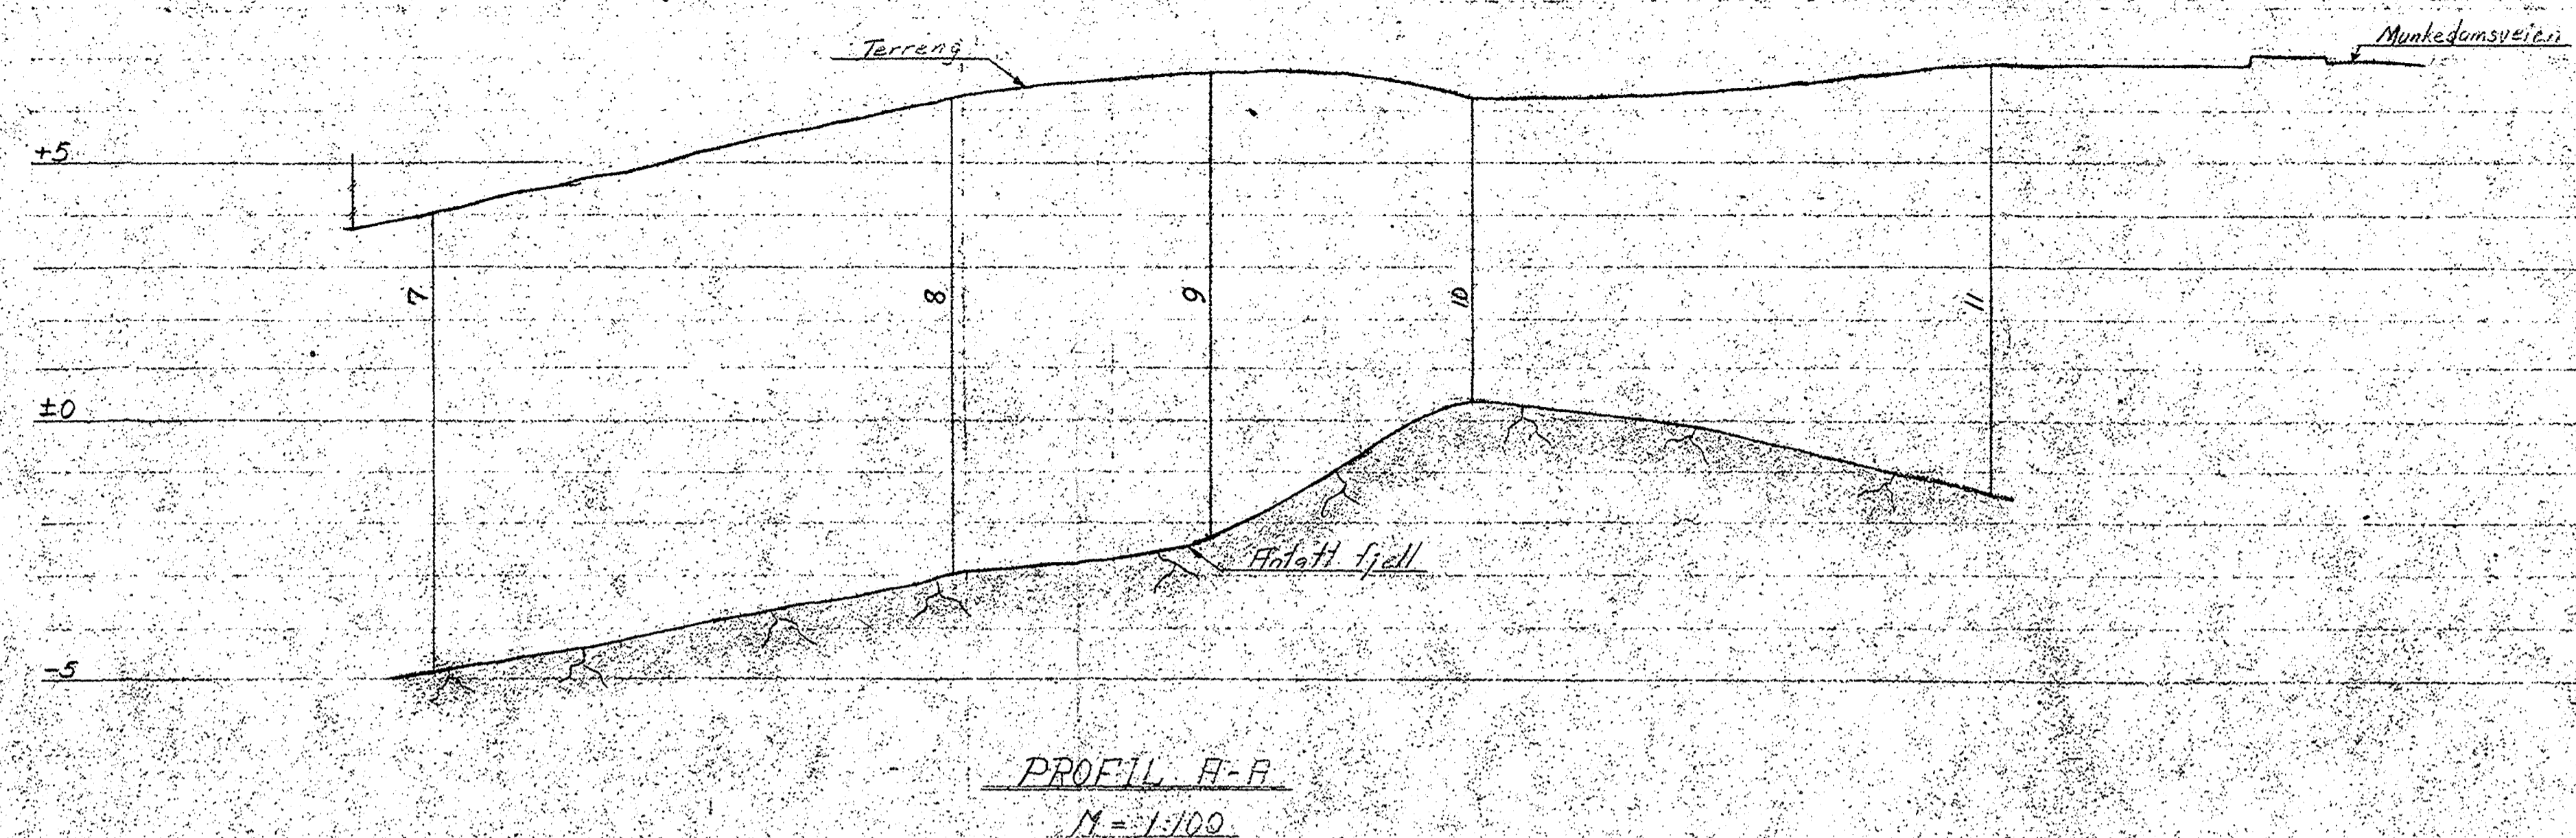 Munkedamsveien
Terreng
+5
7
8
9
10
11
±0
Antatt fjell
-5
PROFIL A-A
M = 1:100